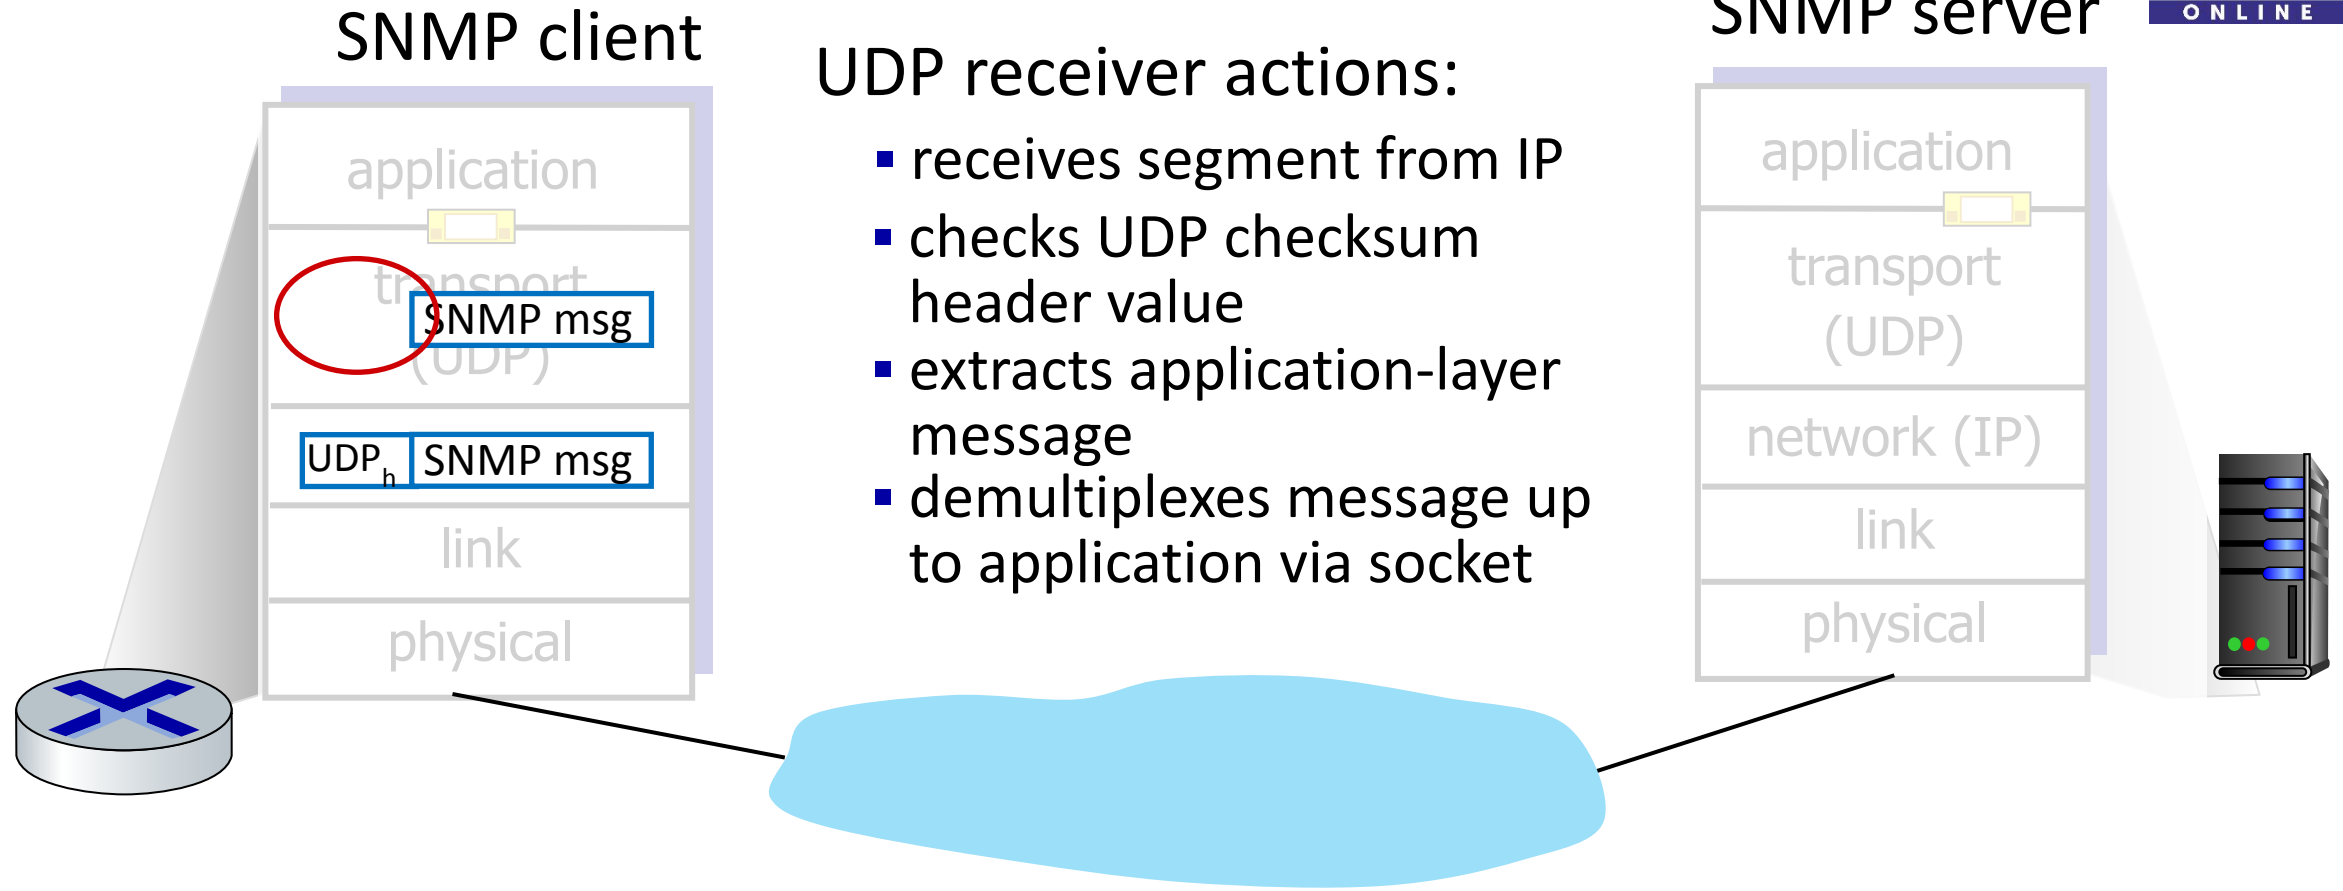 SNMP client
SNMP server
ONLINE
UDP receiver actions:
▪ receives segment from IP
▪ checks UDP checksum
header value
▪ extracts application-layer
message
▪ demultiplexes message up
to application via socket
application
transport
SNMP msg
(UDP)
UDPh SNMP msg
link
physical
application
transport
(UDP)
network (IP)
link
physical